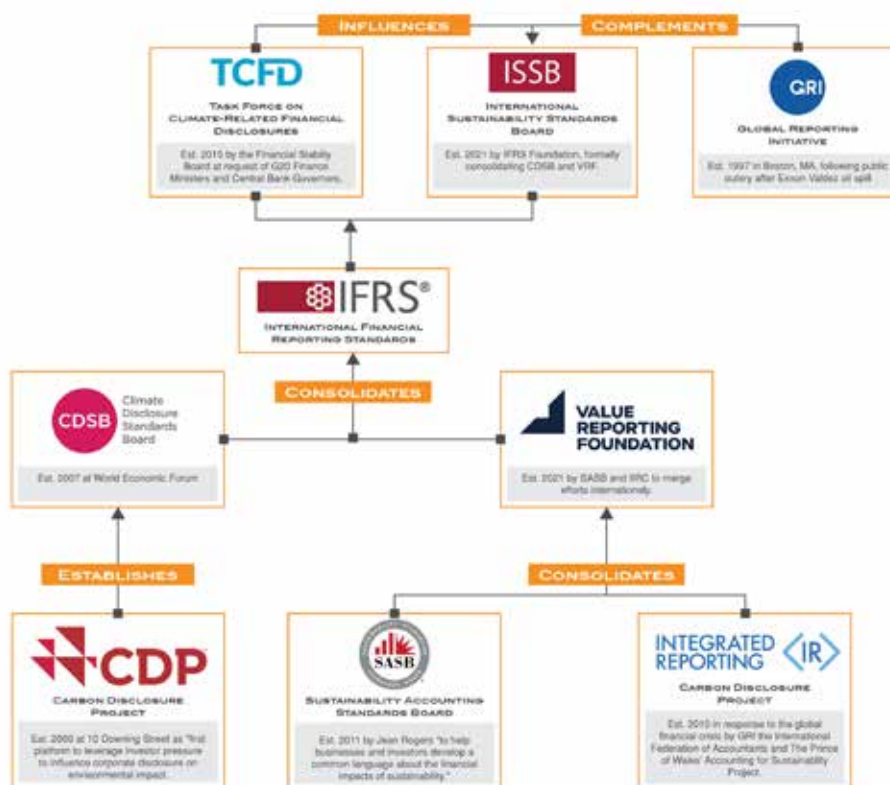 INFLUENCES
COMPLEMENTS
TCFD
TASK FORCE ON
CLIMATE-RELATED FINANCIAL
DISCLOSURES
Est. 2015 by the Financial Stability
Board at request of G20 Finance
Ministers and Central Bank Governors.
ISSB
INTERNATIONAL
SUSTAINABILITY STANDARDS
BOARD
Est. 2021 by IFRS Foundation, formally
consolidating CDSB and VRF.
GRI
GLOBAL REPORTING
INITIATIVE
Est. 1997 in Boston, MA, following public
outcry after Exxon Valdez oil spill
IFRS®
INTERNATIONAL FINANCIAL
REPORTING STANDARDS
CONSOLIDATES
CDSB
Climate
Disclosure
Standards
Board
Est. 2007 at World Economic Forum
VALUE
REPORTING
FOUNDATION
Est. 2021 by SASB and IIRC to merge
efforts internationally.
ESTABLISHES
CONSOLIDATES
CDP
CARBON DISCLOSURE
PROJECT
Est. 2000 at 10 Downing Street as "first
platform to leverage investor pressure
to influence corporate disclosure on
environmental impact.
SASB
SUSTAINABILITY ACCOUNTING
STANDARDS BOARD
Est. 2011 by Jean Rogers "to help
businesses and investors develop a
common language about the financial
impacts of sustainability."
INTEGRATED
REPORTING
<IR>
CARBON DISCLOSURE
PROJECT
Est. 2010 in response to the global
financial crisis by GRI the International
Federation of Accountants and The Prince
of Wales' Accounting for Sustainability
Project.